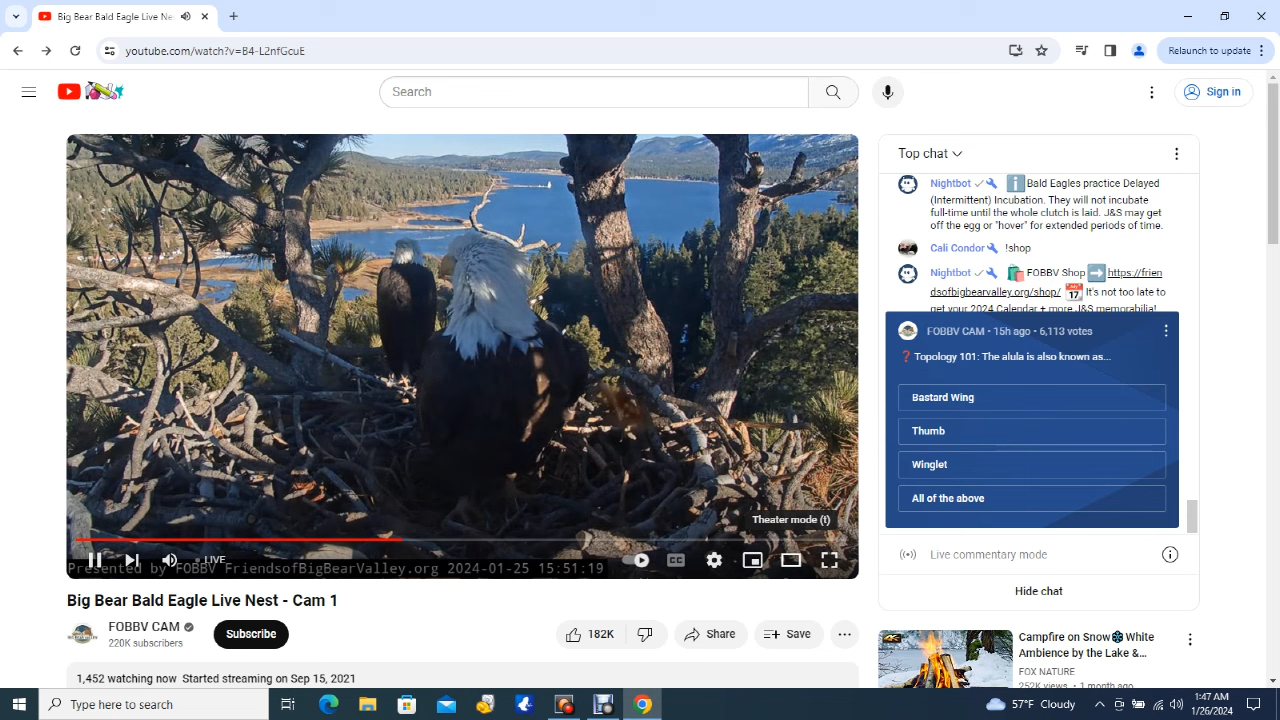 Big Bear Bald Eagle Live Ne
youtube.com/watch?v=B4-L2nfGcuE
Relaunch to update
Search
Sign in
Top chat
Nightbot Bald Eagles practice Delayed
(Intermittent) Incubation. They will not incubate
full-time until the whole clutch is laid. J&S may get
off the egg or "hover" for extended periods of time.
Cali Condor !shop
Nightbot FOBBV Shop https://frien
dsofbigbearvalley.org/shop/ It's not too late to
get your 2024 Calendar + more J&S memorabilia!
FOBBV CAM • 15h ago • 6,113 votes
Topology 101: The alula is also known as...
Bastard Wing
Thumb
Winglet
All of the above
Theater mode (t)
LIVE
CC
Presented by FOBBV FriendsofBigBearValley.org 2024-01-25 15:51:19
Live commentary mode
Hide chat
Big Bear Bald Eagle Live Nest - Cam 1
FOBBV CAM
220K subscribers
Subscribe
182K
Share
Save
1,452 watching now Started streaming on Sep 15, 2021
4K
Campfire on Snow❄️White
Ambience by the Lake &...
FOX NATURE
252K views • 1 month ago
Type here to search
57°F Cloudy
1:47 AM
1/26/2024